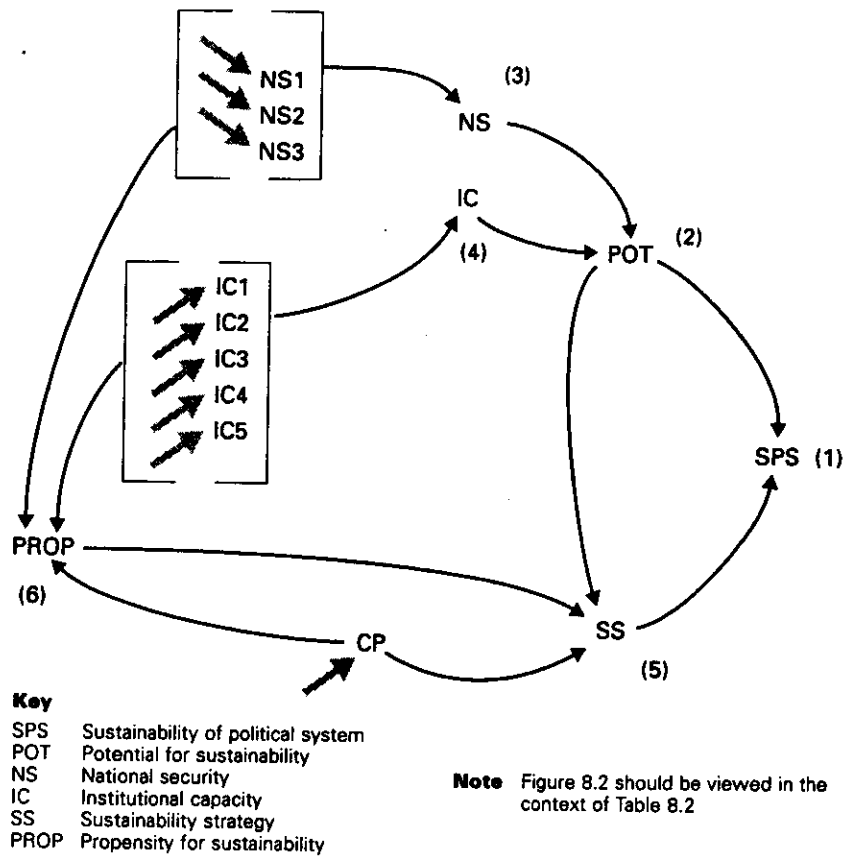 NS1
NS2
NS3
(3)
NS
IC
(4)
POT (2)
IC1
IC2
IC3
IC4
IC5
SPS (1)
PROP
(6)
CP
SS
(5)
Key
SPS Sustainability of political system
POT Potential for sustainability
NS National security
IC Institutional capacity
SS Sustainability strategy
PROP Propensity for sustainability
Note Figure 8.2 should be viewed in the
context of Table 8.2